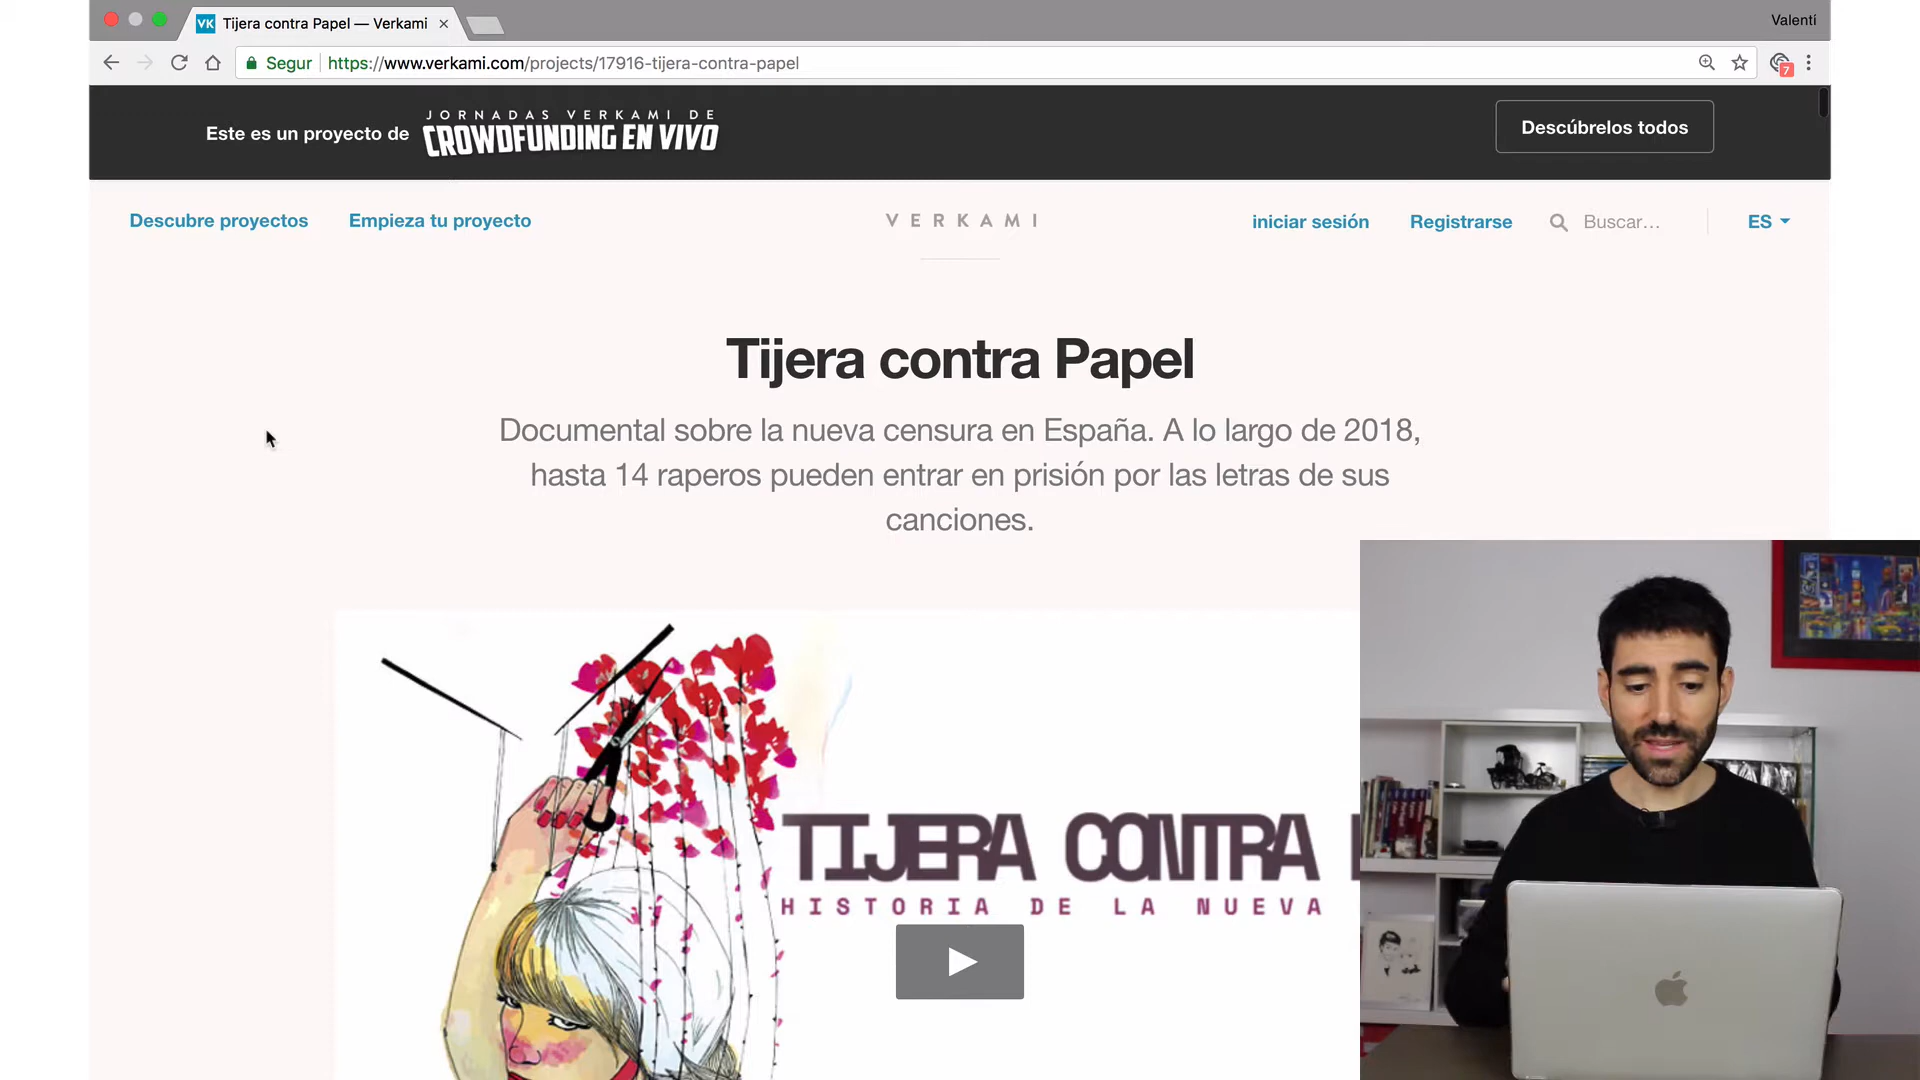 VK Tijera contra Papel — Verkami
Valentí
Segur https://www.verkami.com/projects/17916-tijera-contra-papel
7
Este es un proyecto de
JORNADAS VERKAMI DE
CROWDFUNDING EN VIVO
Descúbrelos todos
Descubre proyectos Empieza tu proyecto VERKAMI iniciar sesión Registrarse Buscar... ES
Tijera contra Papel
Documental sobre la nueva censura en España. A lo largo de 2018,
hasta 14 raperos pueden entrar en prisión por las letras de sus
canciones.
TIJERA CONTRA
HISTORIA DE LA NUEVA